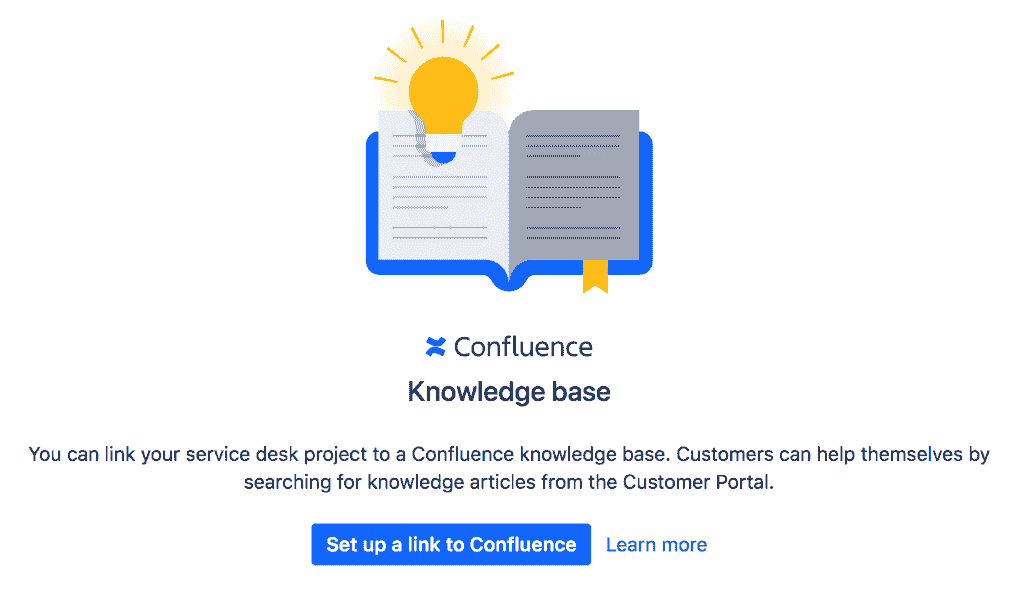 Confluence
Knowledge base
You can link your service desk project to a Confluence knowledge base. Customers can help themselves by
searching for knowledge articles from the Customer Portal.
Set up a link to Confluence Learn more